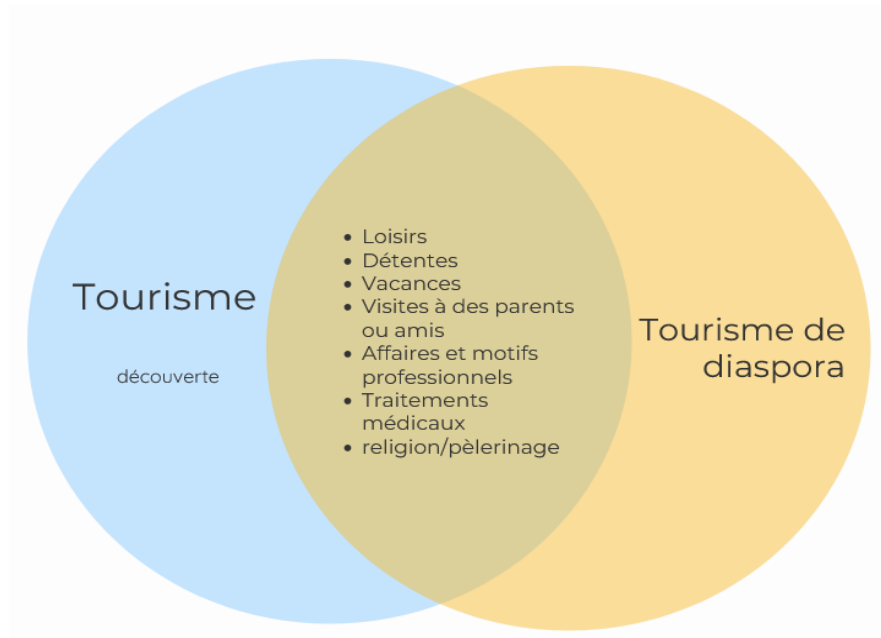 Tourisme
découverte
• Loisirs
• Détentes
• Vacances
• Visites à des parents
ou amis
• Affaires et motifs
professionnels
• Traitements
médicaux
• religion/pèlerinage
Tourisme de
diaspora